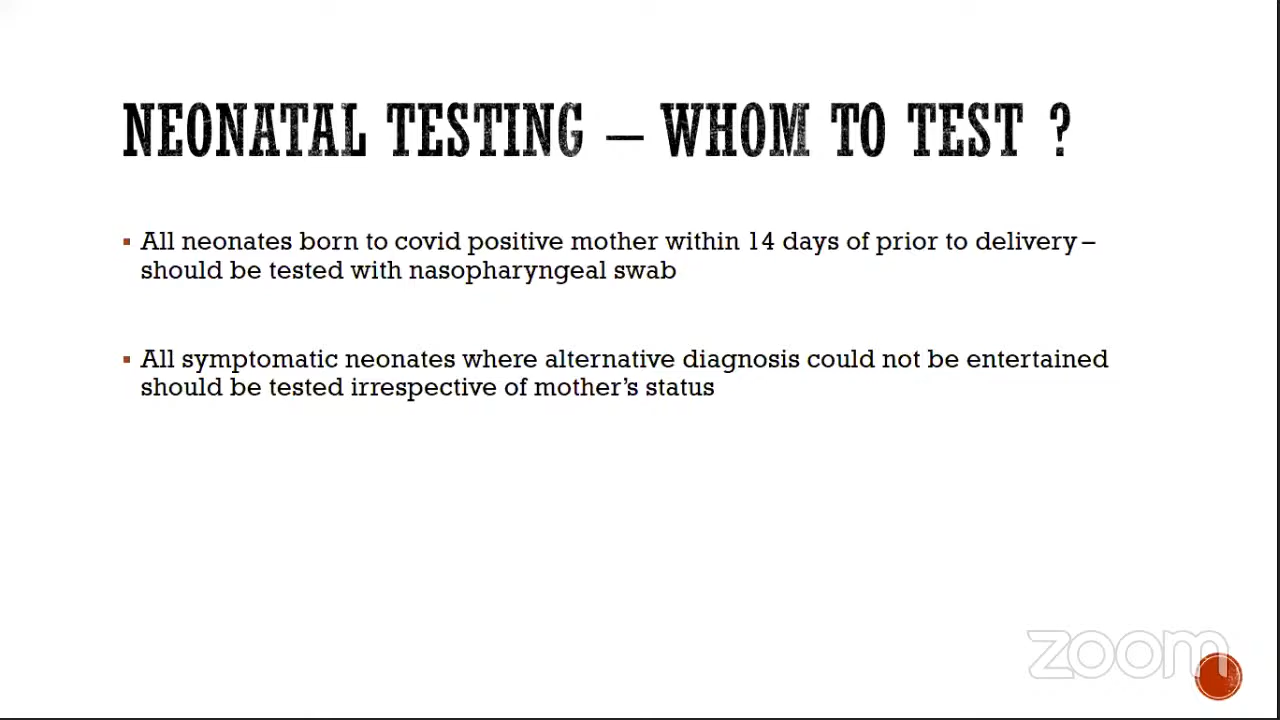 NEONATAL TESTING – WHOM TO TEST ?
▪ All neonates born to covid positive mother within 14 days of prior to delivery –
should be tested with nasopharyngeal swab
▪ All symptomatic neonates where alternative diagnosis could not be entertained
should be tested irrespective of mother’s status
zoom